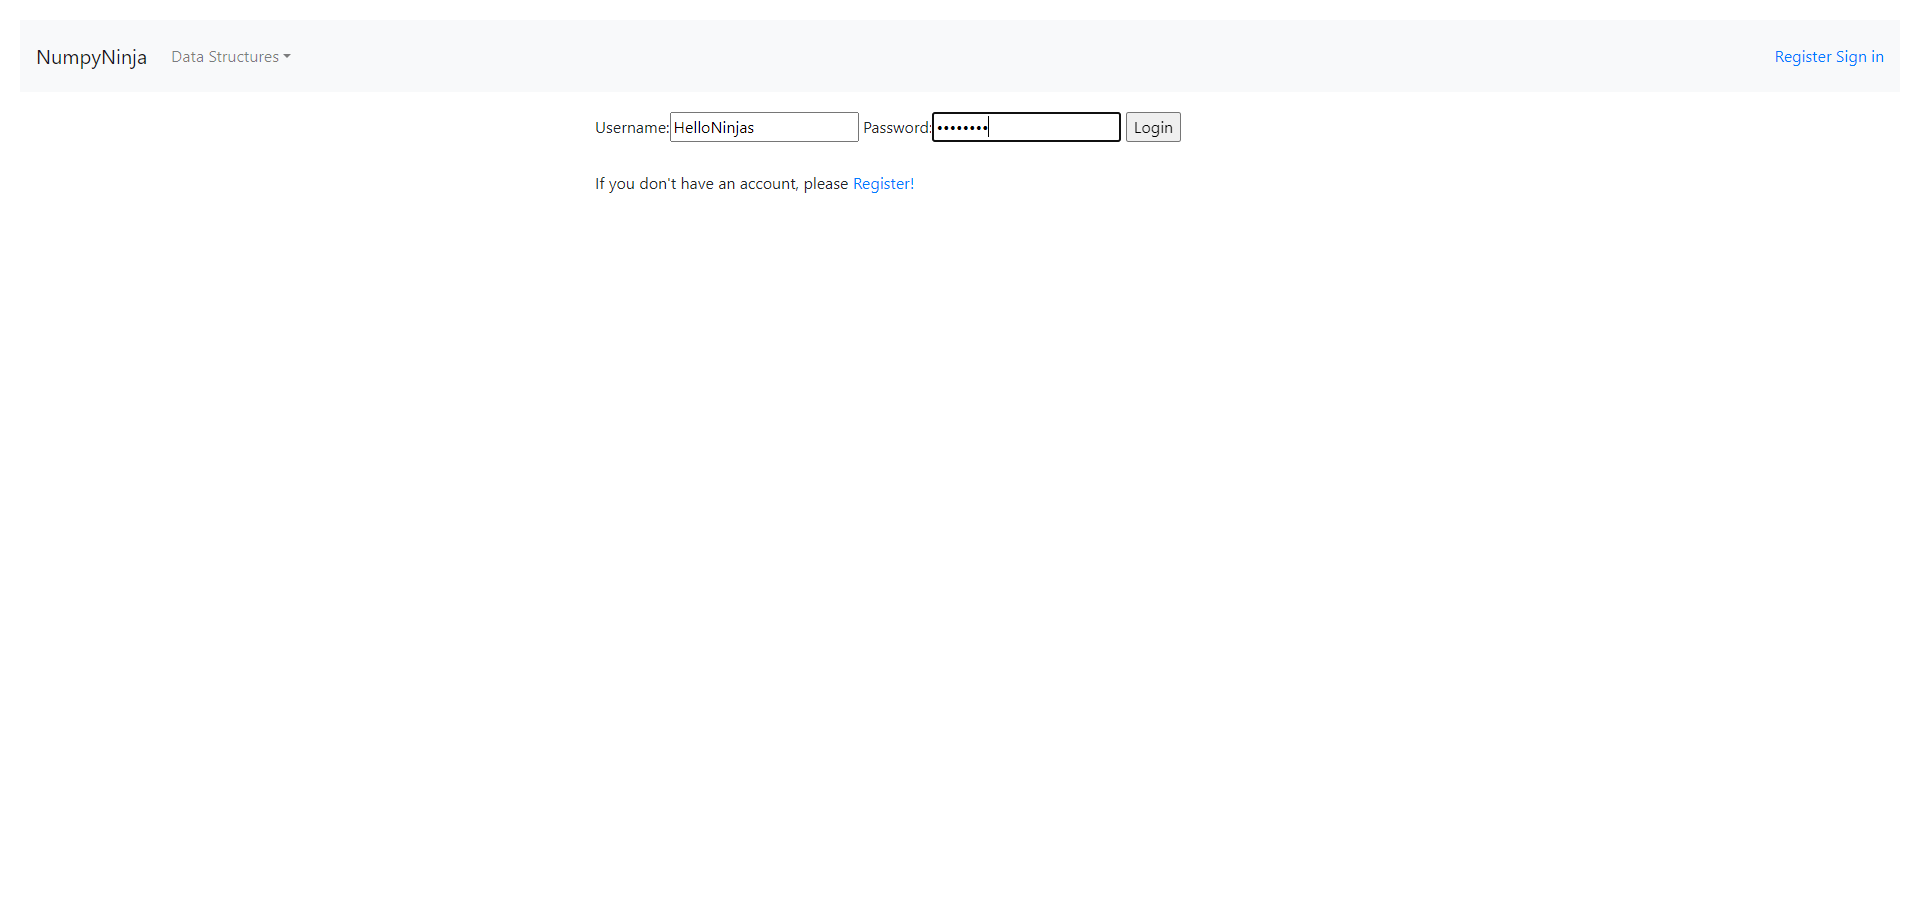 NumpyNinja Data Structures Register Sign in
Username: HelloNinjas Password: •••••••• Login
If you don't have an account, please Register!